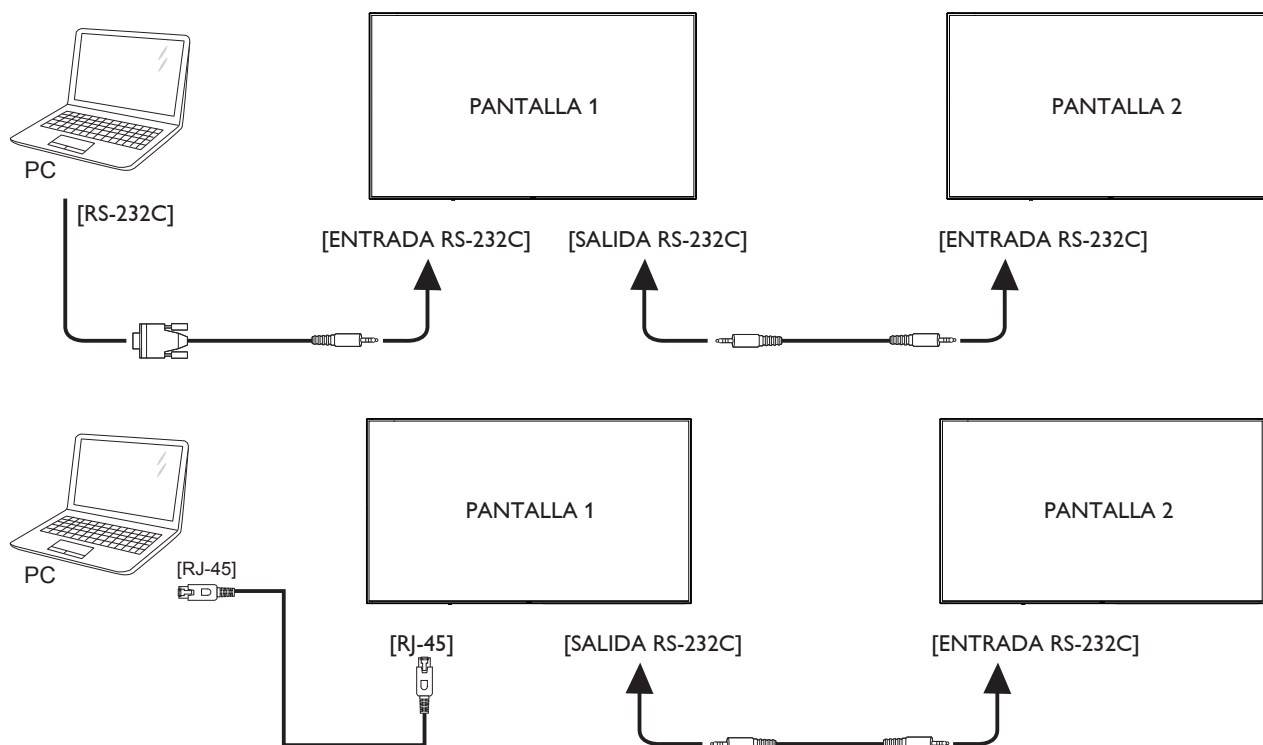 PANTALLA 1
PANTALLA 2
PC
[RS-232C]
[ENTRADA RS-232C]
[SALIDA RS-232C]
[ENTRADA RS-232C]
PANTALLA 1
PANTALLA 2
PC
[RJ-45]
[RJ-45]
[SALIDA RS-232C]
[ENTRADA RS-232C]